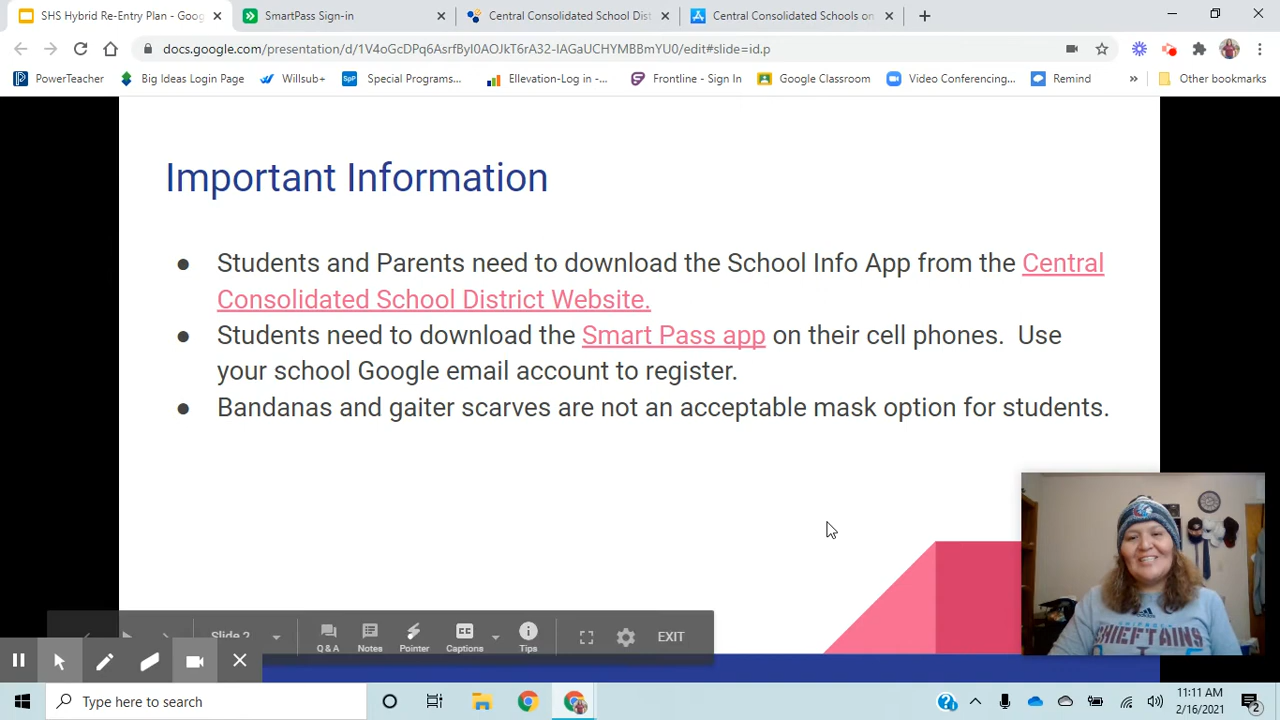 SHS Hybrid Re-Entry Plan - Goog
SmartPass Sign-in
Central Consolidated School Dist
Central Consolidated Schools on
docs.google.com/presentation/d/1V4oGcDPq6AsrfByI0AOJkT9fA32-IAGaUCHYMBBmYU0/edit#slide=id.p
PowerTeacher
Big Ideas Login Page
Willsub+
Special Programs...
Ellevation-Log in -...
Frontline - Sign In
Google Classroom
Video Conferencing...
Remind
»
Other bookmarks
Important Information
● Students and Parents need to download the School Info App from the Central
Consolidated School District Website.
● Students need to download the Smart Pass app on their cell phones. Use
your school Google email account to register.
● Bandanas and gaiter scarves are not an acceptable mask option for students.
CHIEFTAINS
Slide 2
Q & A
Notes
Pointer
CC
Captions
Tips
EXIT
Type here to search
11:11 AM
2/16/2021
2